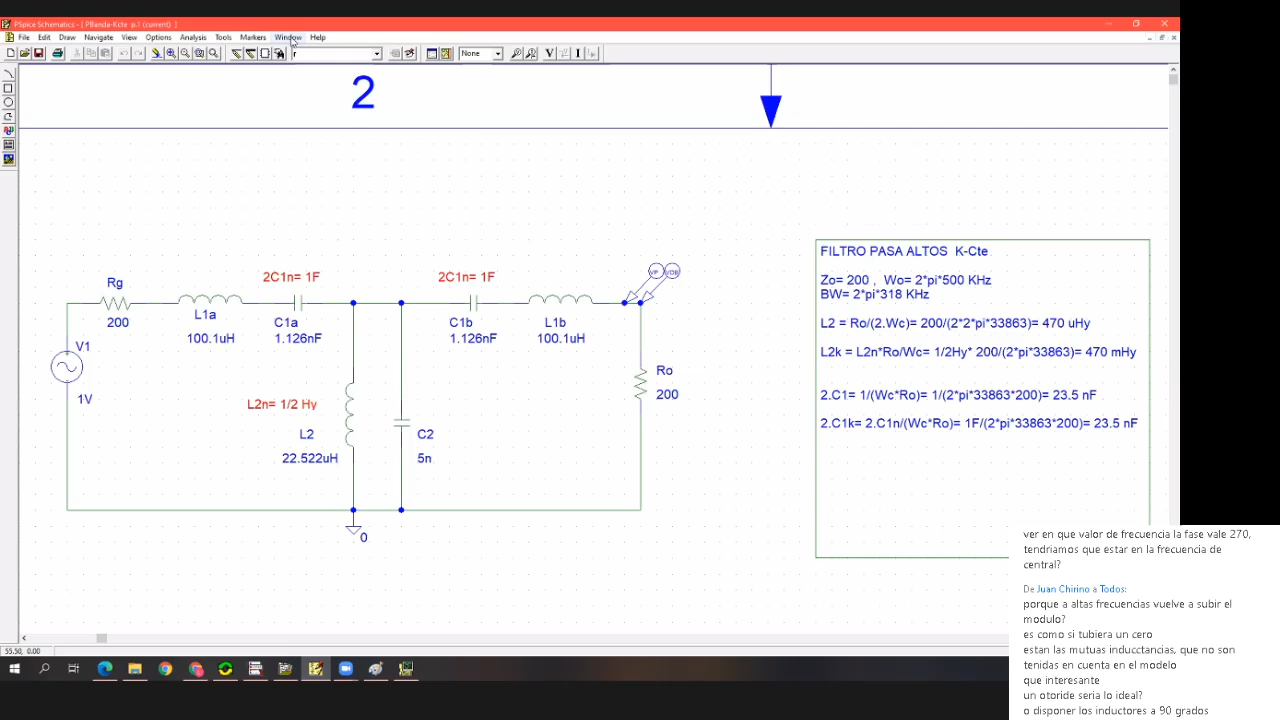 PSpice Schematics - [ PBanda-Kcte p.1 (current) ]
File Edit Draw Navigate View Options Analysis Tools Markers Window Help
r
None
V
I
2
FILTRO PASA ALTOS K-Cte
Zo= 200 , Wo= 2*pi*500 KHz
BW= 2*pi*318 KHz
L2 = Ro/(2.Wc)= 200/(2*2*pi*33863)= 470 uHy
L2k = L2n*Ro/Wc= 1/2Hy* 200/(2*pi*33863)= 470 mHy
2.C1= 1/(Wc*Ro)= 1/(2*pi*33863*200)= 23.5 nF
2.C1k= 2.C1n/(Wc*Ro)= 1F/(2*pi*33863*200)= 23.5 nF
VP VDB
2C1n= 1F 2C1n= 1F
Rg
L1a
200
C1a
C1b
L1b
100.1uH
1.126nF
1.126nF
100.1uH
V1
1V
Ro
200
L2n= 1/2 Hy
L2
C2
22.522uH
5n
0
55.50, 0.00
ver en que valor de frecuencia la fase vale 270,
tendriamos que estar en la frecuencia de
central?
De Juan Chirino a Todos:
porque a altas frecuencias vuelve a subir el
modulo?
es como si tubiera un cero
estan las mutuas inducctancias, que no son
tenidas en cuenta en el modelo
que interesante
un otoride seria lo ideal?
o disponer los inductores a 90 grados